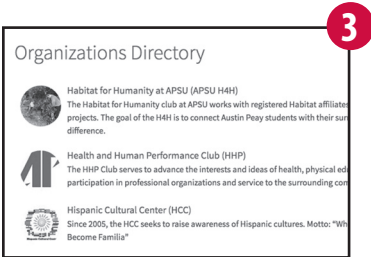 3
Organizations Directory
Habitat for Humanity at APSU (APSU H4H)
The Habitat for Humanity club at APSU works with registered Habitat affiliates
projects. The goal of the H4H is to connect Austin Peay students with their sur
difference.
Health and Human Performance Club (HHP)
The HHP Club serves to advance the interests and ideas of health, physical ed
participation in professional organizations and service to the surrounding com
Hispanic Cultural Center (HCC)
Since 2005, the HCC seeks to raise awareness of Hispanic cultures. Motto: "Wh
Become Familia"